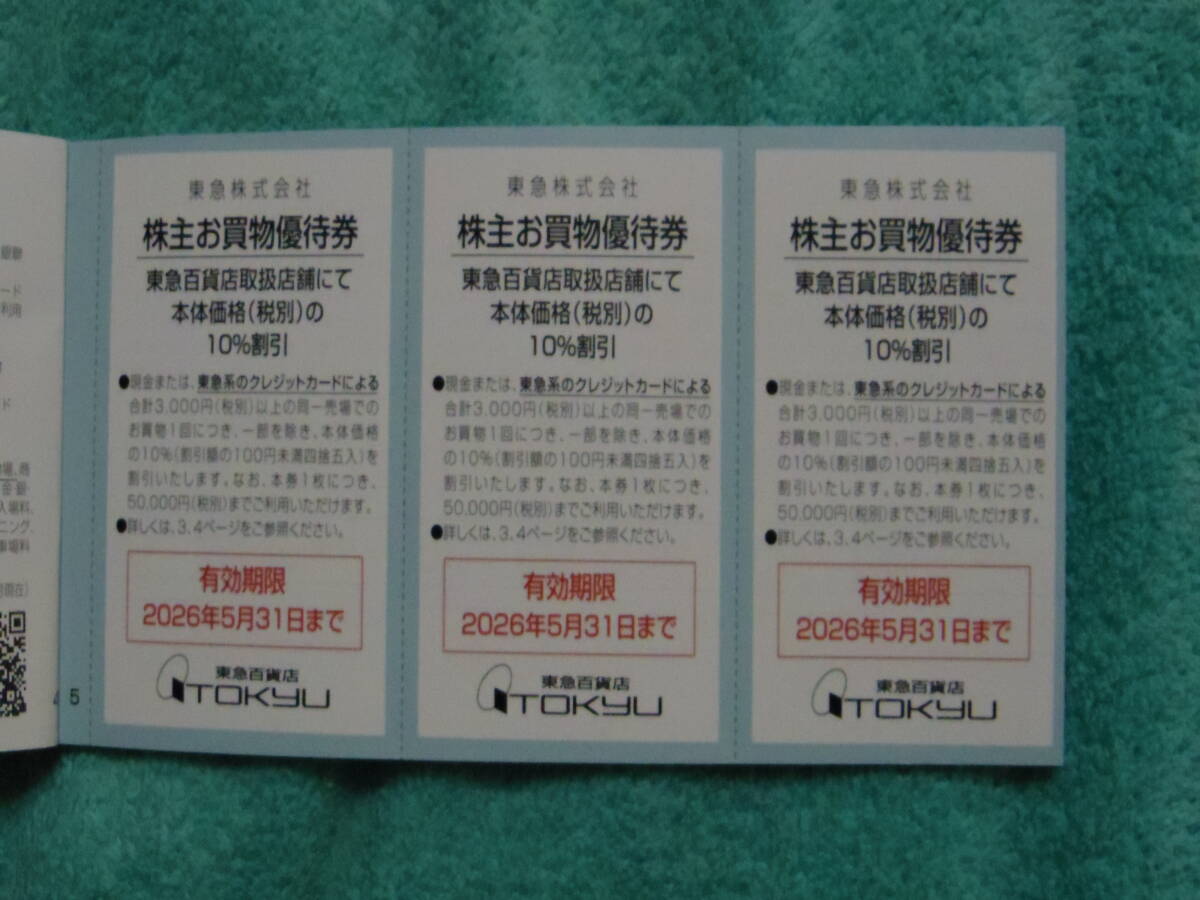 カード
利用
ード
場、商
入場料、
ニング、
車場料
現在)
5
東急株式会社
株主お買物優待券
東急百貨店取扱店舗にて
本体価格(税別)の
10%割引
●現金または、東急系のクレジットカードによる
合計3,000円(税別)以上の同一売場での
お買物1回につき、一部を除き、本体価格
の10%(割引額の100円未満四捨五入)を
割引いたします。なお、本券1枚につき、
50,000円(税別)までご利用いただけます。
●詳しくは、3、4ページをご参照ください。
有効期限
2026年5月31日まで
東急百貨店
TOKYU
東急株式会社
株主お買物優待券
東急百貨店取扱店舗にて
本体価格(税別)の
10%割引
●現金または、東急系のクレジットカードによる
合計3,000円(税別)以上の同一売場での
お買物1回につき、一部を除き、本体価格
の10%(割引額の100円未満四捨五入)を
割引いたします。なお、本券1枚につき、
50,000円(税別)までご利用いただけます。
●詳しくは、3、4ページをご参照ください。
有効期限
2026年5月31日まで
東急百貨店
TOKYU
東急株式会社
株主お買物優待券
東急百貨店取扱店舗にて
本体価格(税別)の
10%割引
●現金または、東急系のクレジットカードによる
合計3,000円(税別)以上の同一売場での
お買物1回につき、一部を除き、本体価格
の10%(割引額の100円未満四捨五入)を
割引いたします。なお、本券1枚につき、
50,000円(税別)までご利用いただけます。
●詳しくは、3、4ページをご参照ください。
有効期限
2026年5月31日まで
東急百貨店
TOKYU